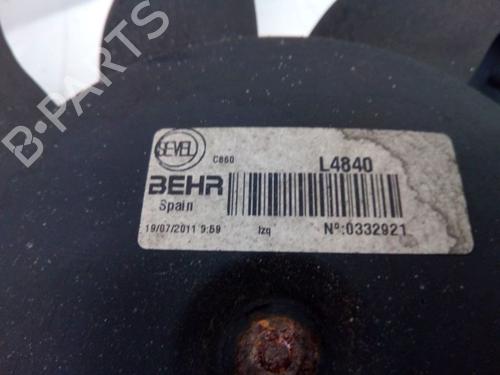 B-PARTS
SEVEL
C860
L4840
BEHR
Spain
19/07/2011 9:59
Izq
Nº:0332921